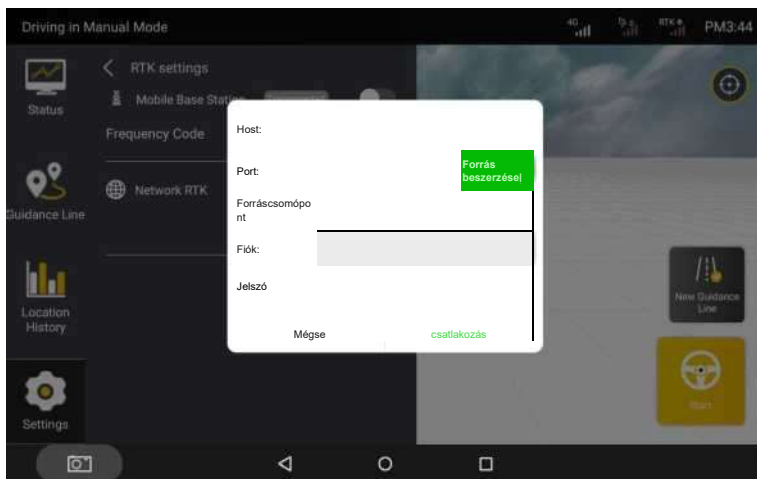 Driving in Manual Mode
4G
RTK
PM3:44
Status
RTK settings
Mobile Base Station
Frequency Code
Guidance Line
Network RTK
Location
History
Settings
Host:
Port:
Forrás
beszerzése
Forráscsomópo
nt
Fiók:
Jelszó
Mégse
csatlakozás
New Guidance
Line
Start